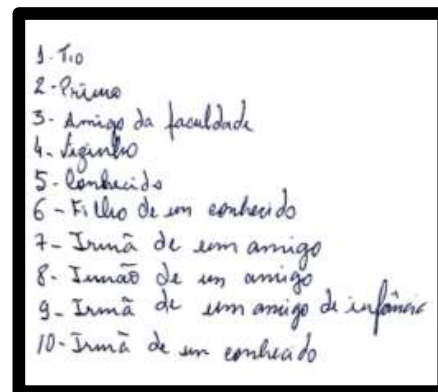 1. Tio
2- Primo
3- Amigo da faculdade
4. Vizinho
5- Conhecido
6 - Filho de um conhecido
7- Irmã de um amigo
8- Irmão de um amigo
9- Irmã de um amigo de infância
10- Irmã de um conhecido